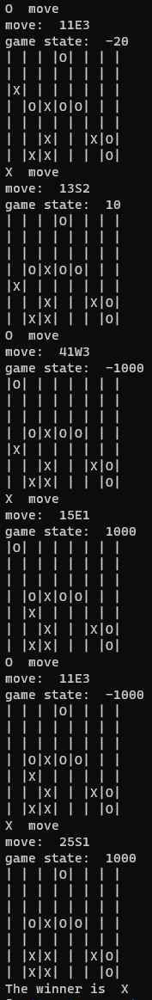 O  move
move:  11E3
game state:  -20
| | | |O| | | |
| | | | | | | |
|X| | | | | | |
| |O|X|O|O| | |
| | | | | | | |
| | |X| | |X|O|
| |X|X| | | |O|
X  move
move:  13S2
game state:  10
| | | |O| | | |
| | | | | | | |
| | | | | | | |
| |O|X|O|O| | |
|X| | | | | | |
| | |X| | |X|O|
| |X|X| | | |O|
O  move
move:  41W3
game state:  -1000
|O| | | | | | |
| | | | | | | |
| | | | | | | |
| |O|X|O|O| | |
|X| | | | | | |
| | |X| | |X|O|
| |X|X| | | |O|
X  move
move:  15E1
game state:  1000
|O| | | | | | |
| | | | | | | |
| | | | | | | |
| |O|X|O|O| | |
| |X| | | | | |
| | |X| | |X|O|
| |X|X| | | |O|
O  move
move:  11E3
game state:  -1000
| | | |O| | | |
| | | | | | | |
| | | | | | | |
| |O|X|O|O| | |
| |X| | | | | |
| | |X| | |X|O|
| |X|X| | | |O|
X  move
move:  25S1
game state:  1000
| | | |O| | | |
| | | | | | | |
| | | | | | | |
| |O|X|O|O| | |
| | | | | | | |
| |X|X| | |X|O|
| |X|X| | | |O|
The winner is  X